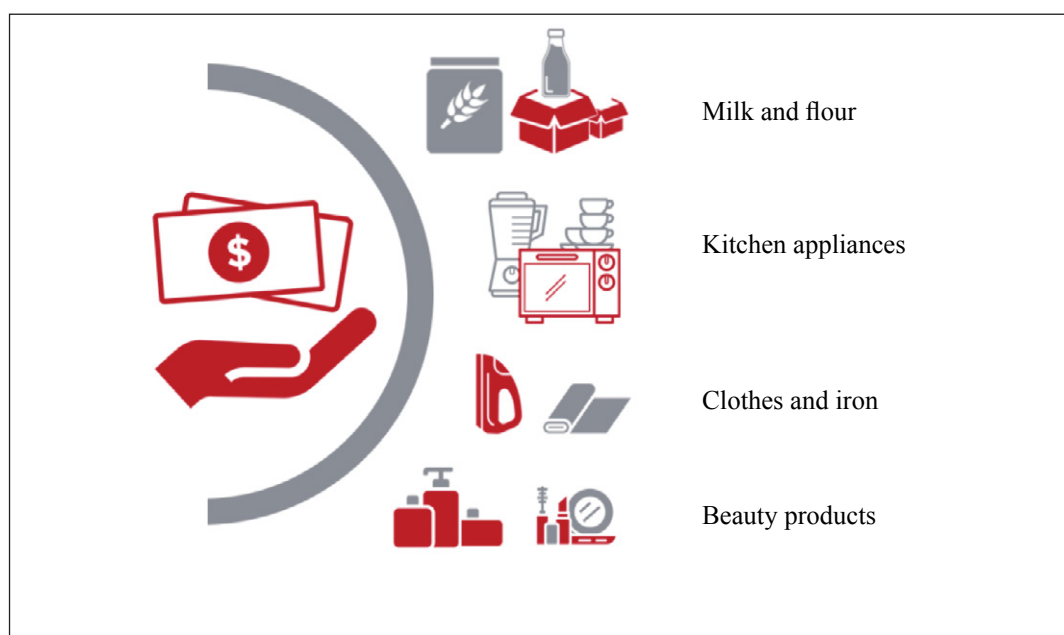 $
Milk and flour
Kitchen appliances
Clothes and iron
Beauty products